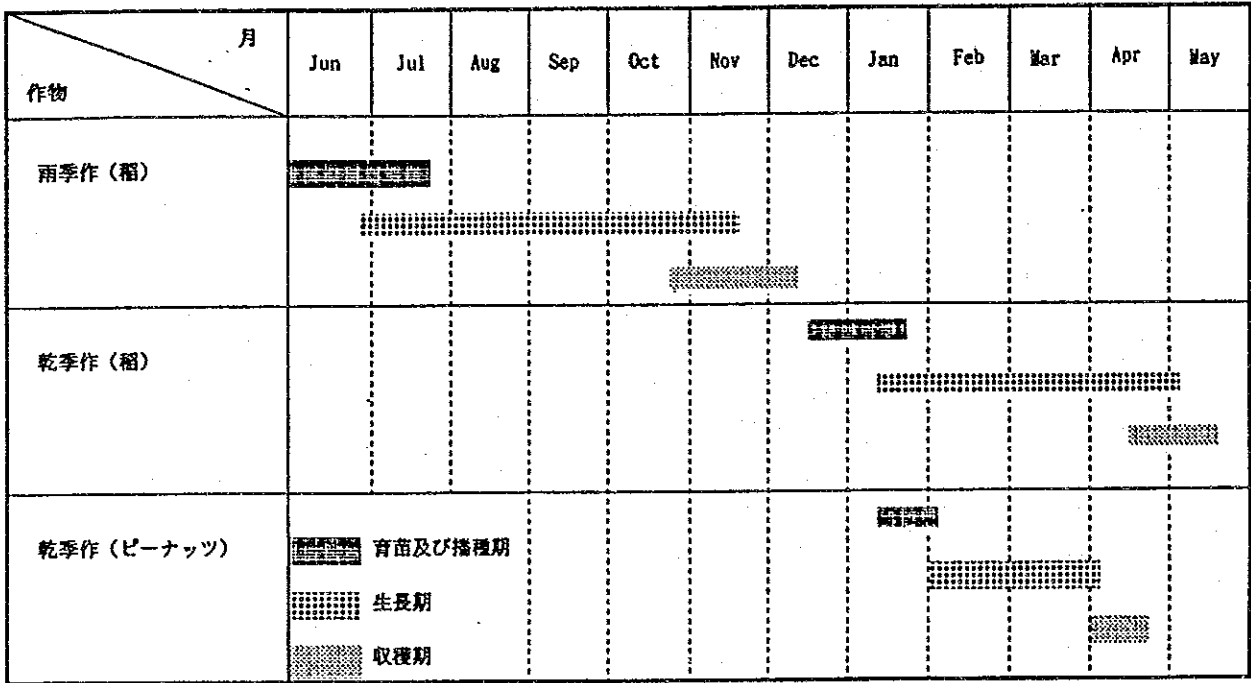 月
作物
Jun Jul Aug Sep Oct Nov Dec Jan Feb Mar Apr May
雨季作（稲）
乾季作（稲）
乾季作（ピーナッツ）
育苗及び播種期
生長期
収穫期